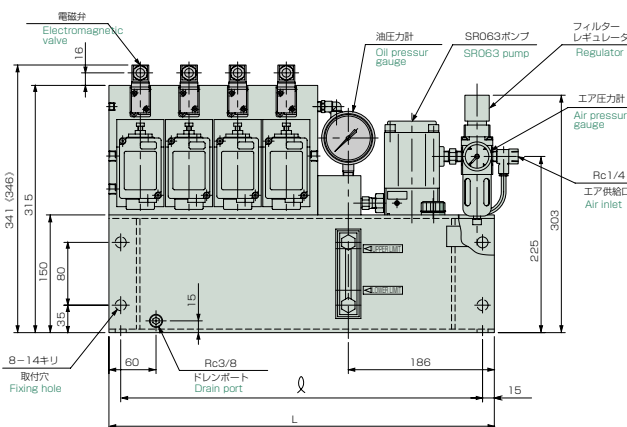 電磁弁
Electromagnetic
valve
16
油圧力計
Oil pressur
gauge
SR063ポンプ
SR063 pump
フィルター
レギュレータ
Regulator
エア圧力計
Air pressur
gauge
Rc1/4
エア供給口
Air inlet
341 (346)
315
150
80
35
UPPER LIMIT
LOWER LIMIT
303
225
15
8-14キリ
取付穴
Fixing hole
60
Rc3/8
ドレンポート
Drain port
186
15
ℓ
L